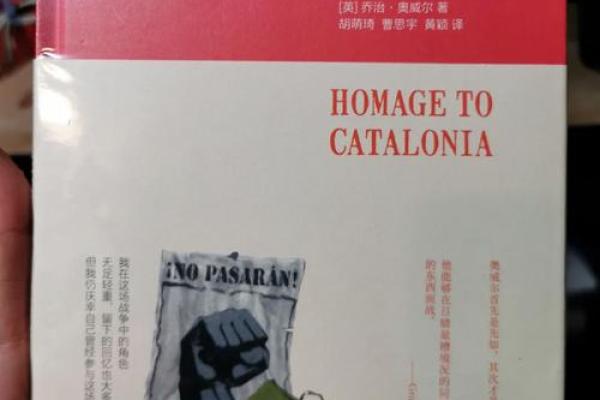 [英] 乔治·奥威尔 著
胡萌琦 曹思宇 黄颖 译
HOMAGE TO
CATALONIA
奥威尔首先是先知，其次才
他能够在日暮最糟境况的同
的东西面战。
¡NO PASARÁN!
我在这场战争中的角色
无足轻重，留下的回忆也大多
但我仍庆幸自己曾经参与这场